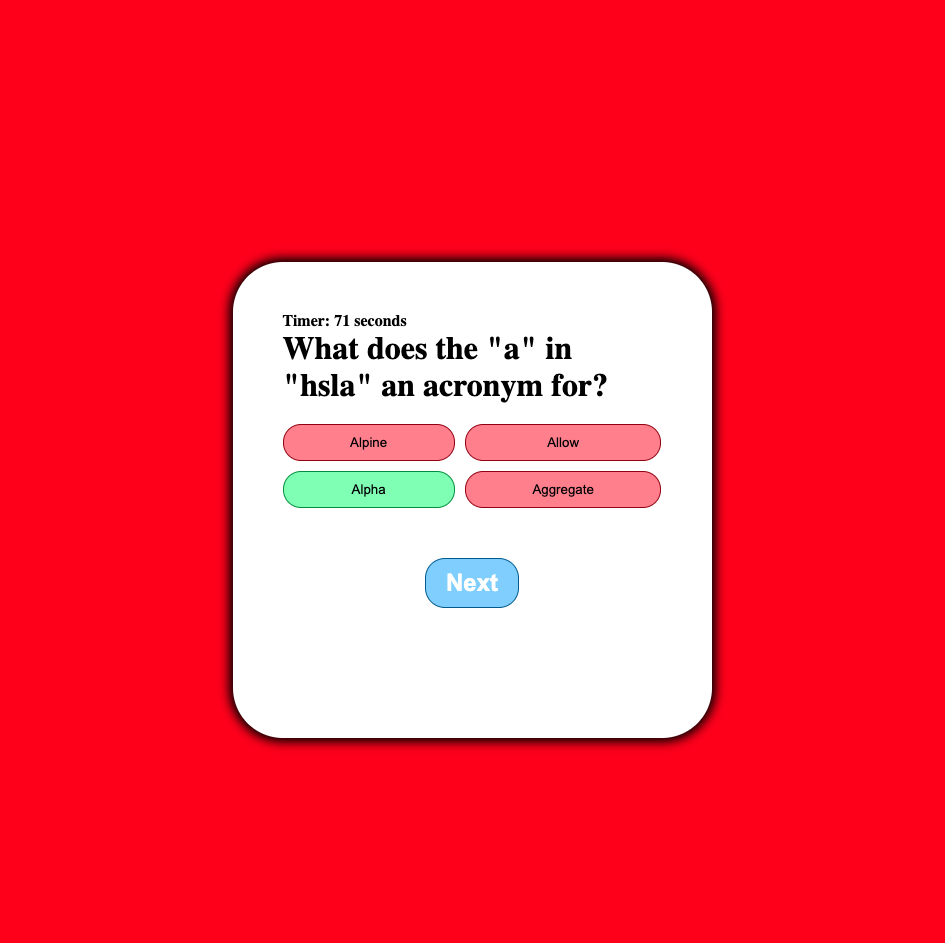 Timer: 71 seconds
What does the "a" in
"hsla" an acronym for?
Alpine
Allow
Alpha
Aggregate
Next